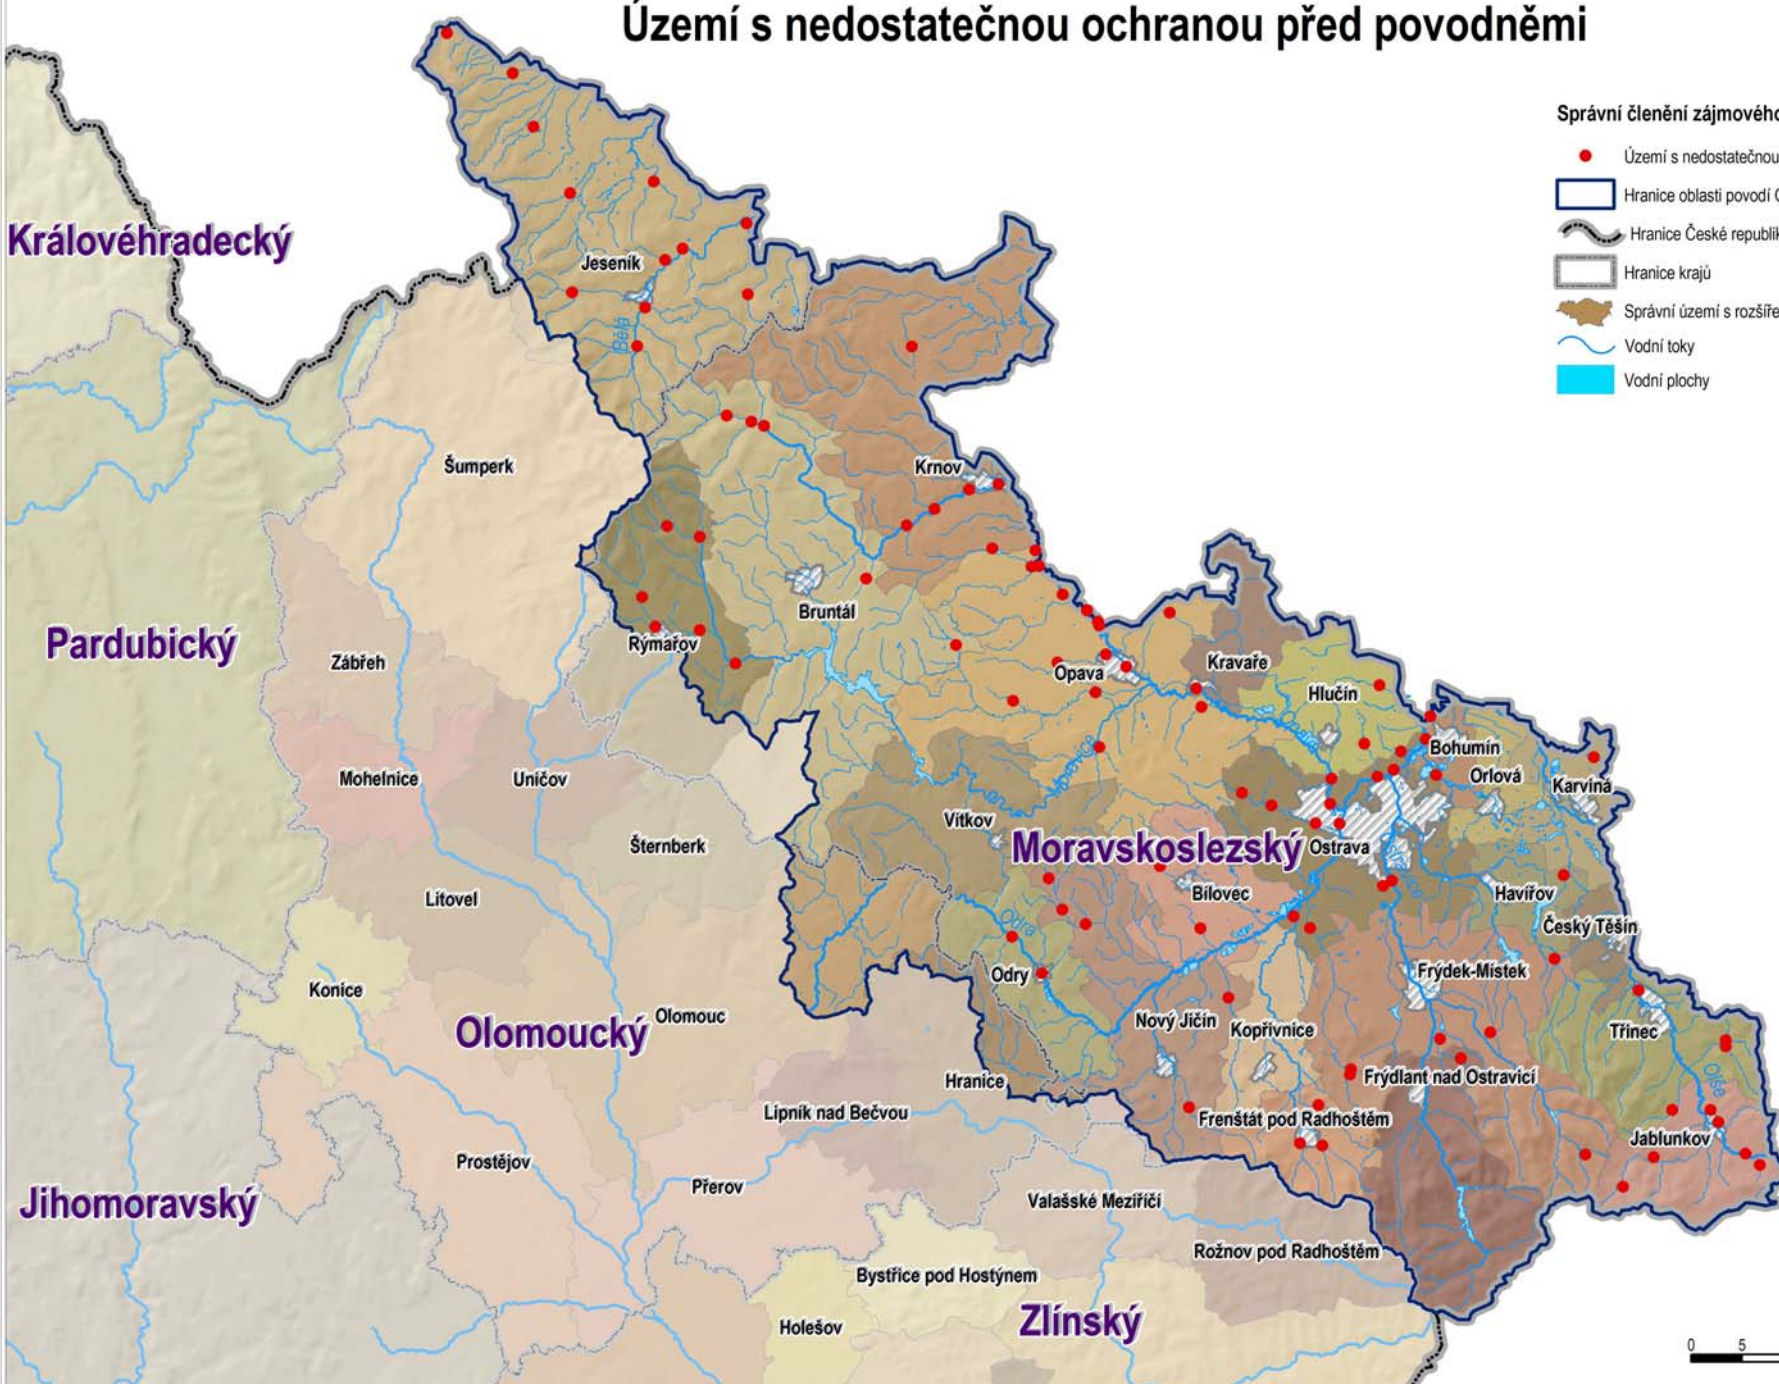 Území s nedostatečnou ochranou před povodněmi
Správní členění zájmového
Území s nedostatečnou
Hranice oblasti povodí
Hranice České republik
Hranice krajů
Správní území s rozšíře
Vodní toky
Vodní plochy
Královéhradecký
Jeseník
Bělá
Šumperk
Krnov
Bruntál
Pardubický
Rýmařov
Zábřeh
Opava
Kravaře
Hlučín
Opava
Bohumín
Mohelnice
Uničov
Moravice
Orlová
Karviná
Vítkov
Šternberk
Moravskoslezský
Ostrava
Litovel
Bílovec
Havířov
Odra
Český Těšín
Odry
Frýdek-Místek
Konice
Olomoucký
Olomouc
Nový Jičín
Kopřivnice
Třinec
Hranice
Frýdlant nad Ostravicí
Olše
Lipník nad Bečvou
Frenštát pod Radhoštěm
Jablunkov
Prostějov
Přerov
Jihomoravský
Valašské Meziříčí
Rožnov pod Radhoštěm
Bystřice pod Hostýnem
Holešov
Zlínský
0 5